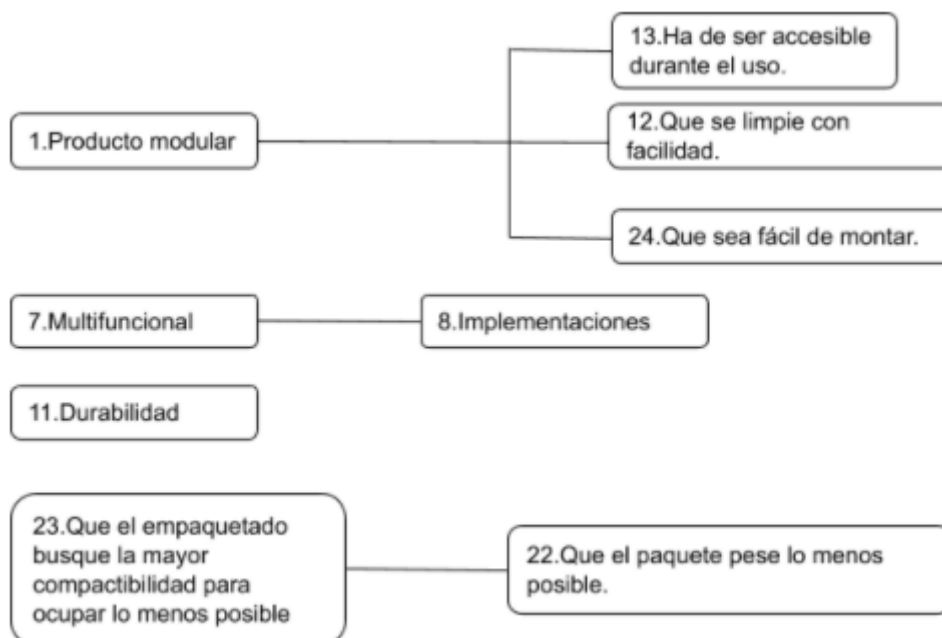 13.Ha de ser accesible
durante el uso.
1.Producto modular
12.Que se limpie con
facilidad.
24.Que sea fácil de montar.
7.Multifuncional
8.Implementaciones
11.Durabilidad
23.Que el empaquetado
busque la mayor
compactibilidad para
ocupar lo menos posible
22.Que el paquete pese lo menos
posible.